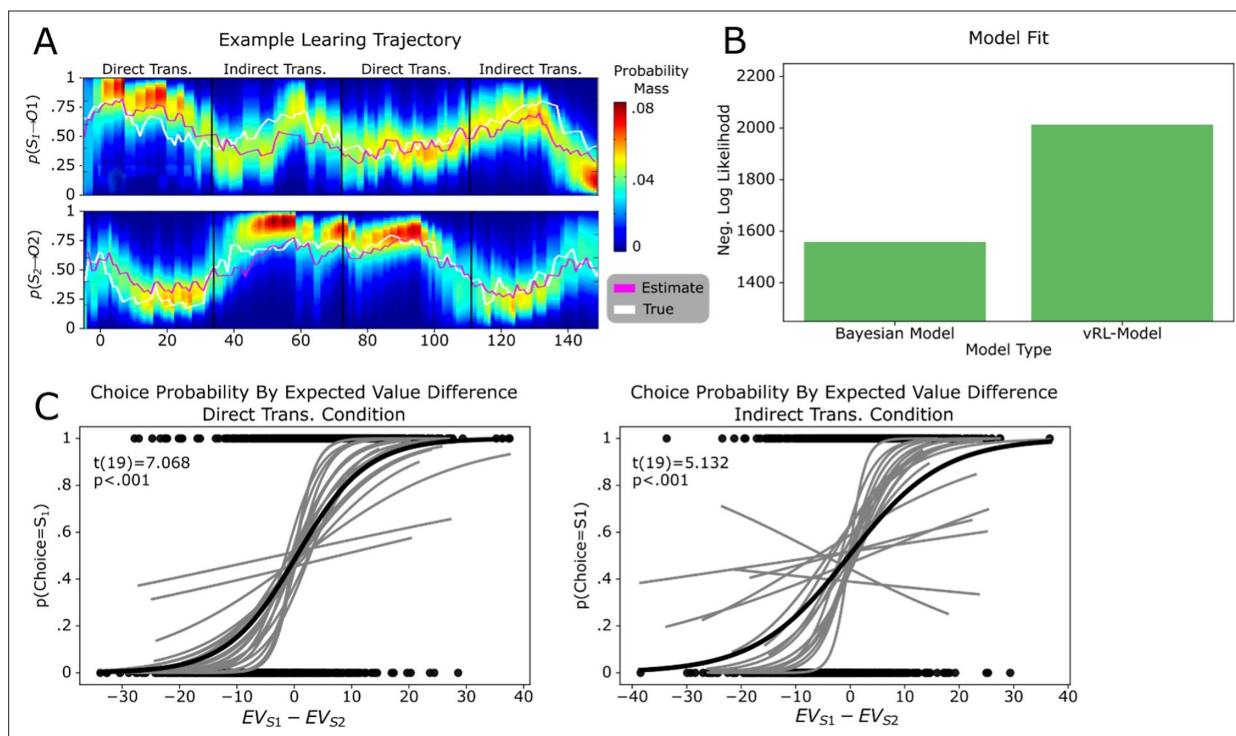 A
Example Learing Trajectory
Direct Trans. Indirect Trans. Direct Trans. Indirect Trans.
p(S₁→O1)
1
.75
.50
.25
0
p(S₂→O2)
1
.75
.50
.25
0
0 20 40 60 80 100 120 140
Probability
Mass
.08
.04
0
Estimate
True
B
Model Fit
Neg. Log Likelihodd
2200
2000
1800
1600
1400
Bayesian Model vRL-Model
Model Type
C
Choice Probability By Expected Value Difference
Direct Trans. Condition
t(19)=7.068
p<.001
p(Choice=S₁)
1
.8
.6
.4
.2
0
−30 −20 −10 0 10 20 30 40
EVS1 − EVS2
Choice Probability By Expected Value Difference
Indirect Trans. Condition
t(19)=5.132
p<.001
p(Choice=S1)
1
.8
.6
.4
.2
0
−40 −30 −20 −10 0 10 20 30 40
EVS1 − EVS2